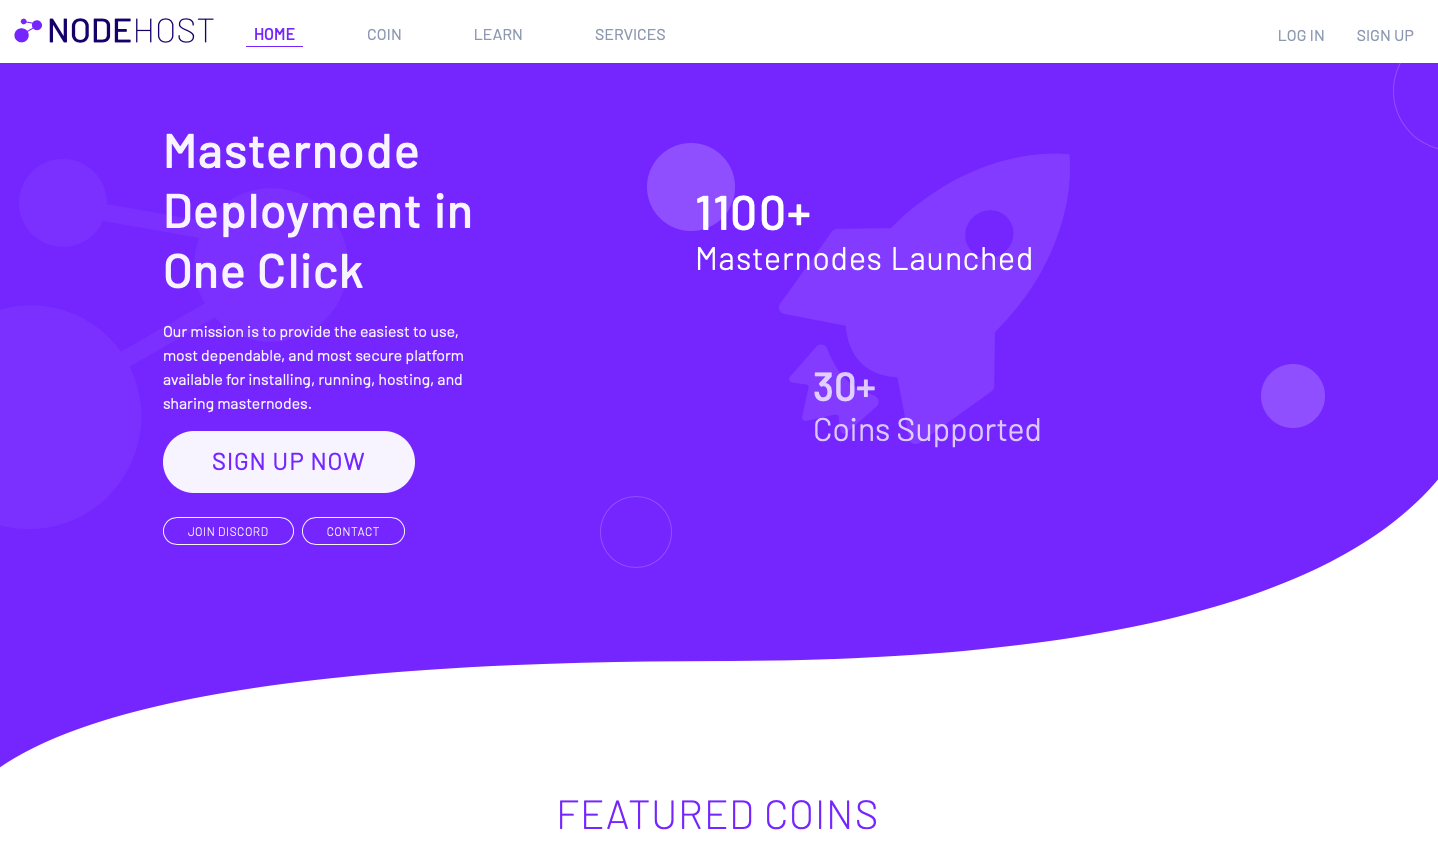 NODEHOST
HOME
COIN
LEARN
SERVICES
LOG IN
SIGN UP
Masternode
Deployment in
One Click
Our mission is to provide the easiest to use,
most dependable, and most secure platform
available for installing, running, hosting, and
sharing masternodes.
SIGN UP NOW
JOIN DISCORD
CONTACT
1100+
Masternodes Launched
30+
Coins Supported
FEATURED COINS